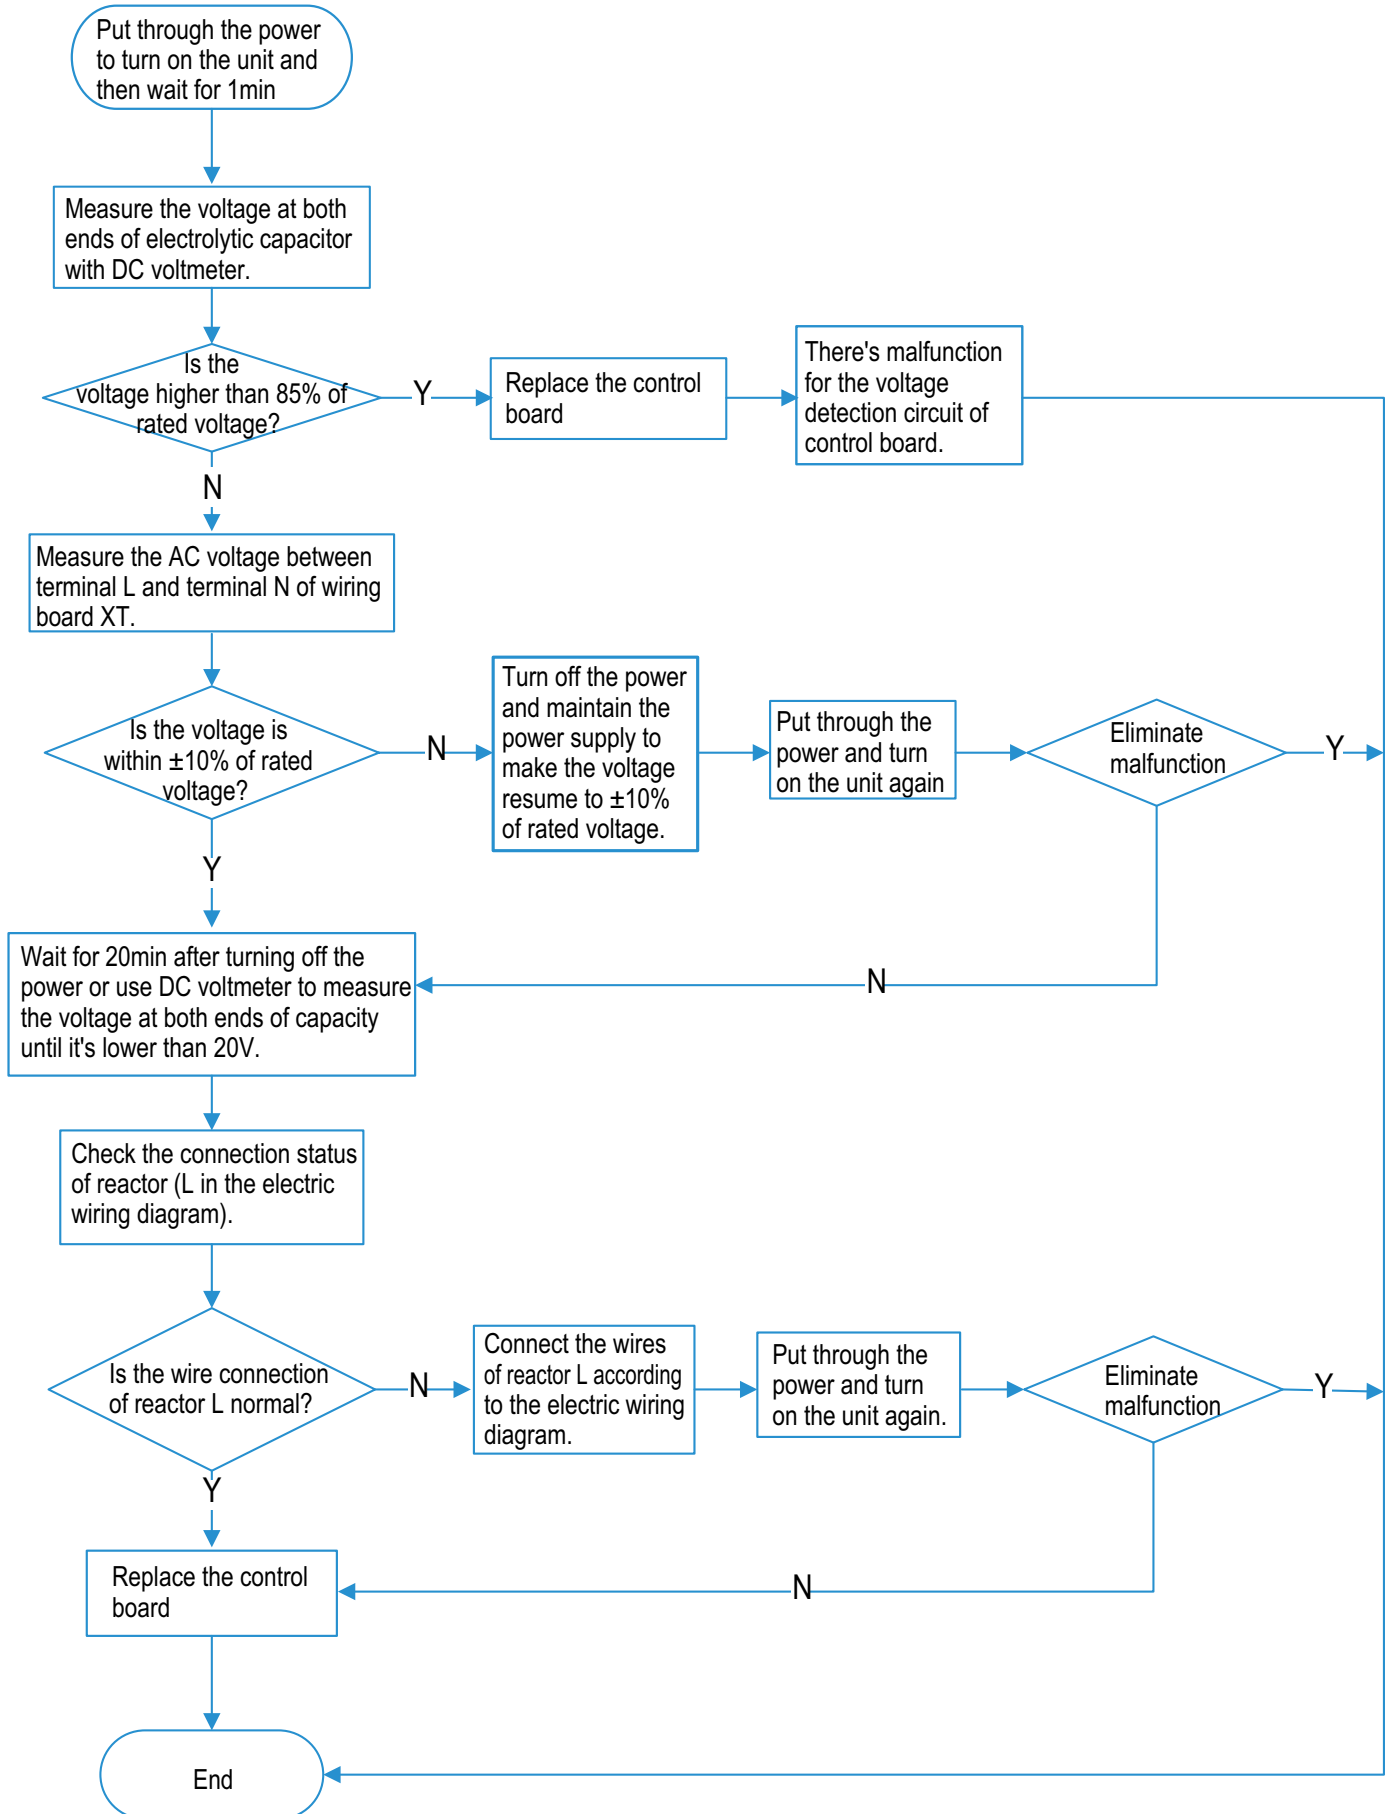 Put through the power
to turn on the unit and
then wait for 1min
Measure the voltage at both
ends of electrolytic capacitor
with DC voltmeter.
Is the
voltage higher than 85% of
rated voltage?
Y
Replace the control
board
There's malfunction
for the voltage
detection circuit of
control board.
N
Measure the AC voltage between
terminal L and terminal N of wiring
board XT.
Is the voltage is
within ±10% of rated
voltage?
N
Turn off the power
and maintain the
power supply to
make the voltage
resume to ±10%
of rated voltage.
Put through the
power and turn
on the unit again
Eliminate
malfunction
Y
Y
N
Wait for 20min after turning off the
power or use DC voltmeter to measure
the voltage at both ends of capacity
until it's lower than 20V.
Check the connection status
of reactor (L in the electric
wiring diagram).
Is the wire connection
of reactor L normal?
N
Connect the wires
of reactor L according
to the electric wiring
diagram.
Put through the
power and turn
on the unit again.
Eliminate
malfunction
Y
Y
N
Replace the control
board
End